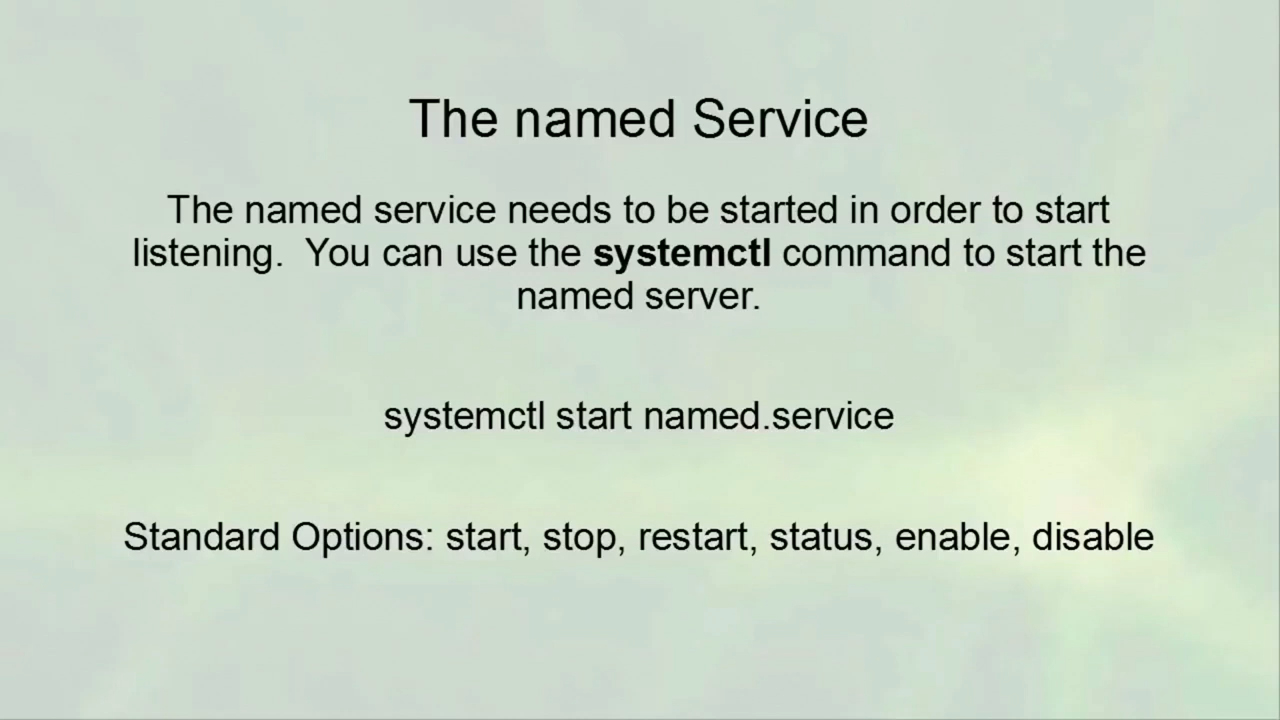 The named Service
The named service needs to be started in order to start
listening.  You can use the systemctl command to start the
named server.
systemctl start named.service
Standard Options: start, stop, restart, status, enable, disable